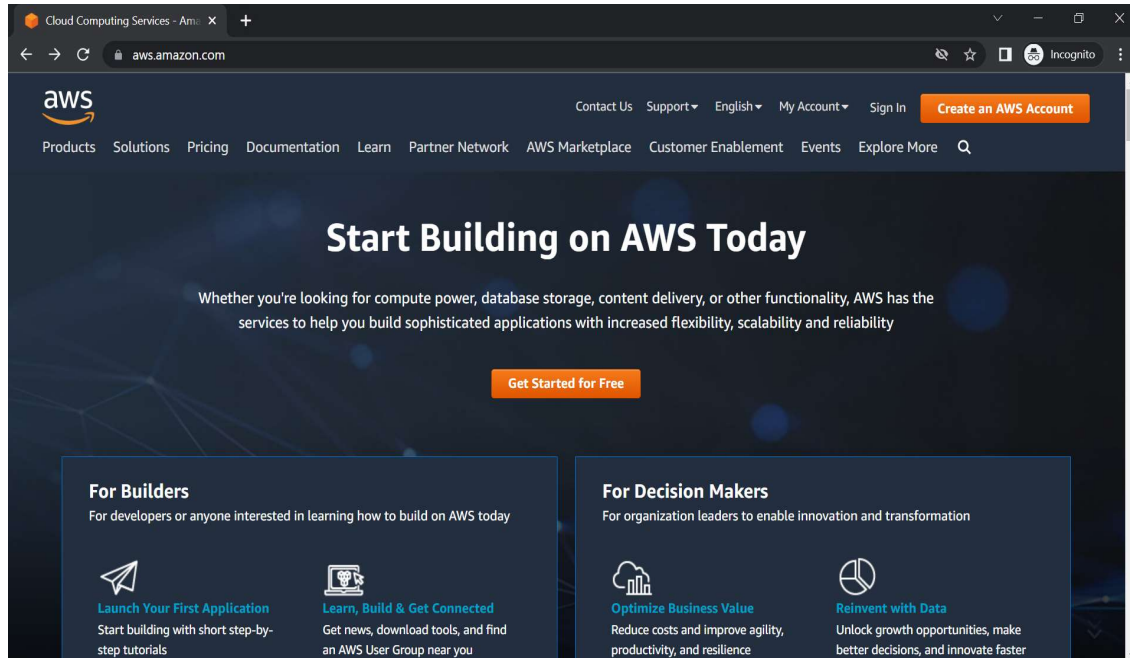 Cloud Computing Services - Ama
aws.amazon.com
Incognito
aws
Contact Us Support English My Account Sign In Create an AWS Account
Products Solutions Pricing Documentation Learn Partner Network AWS Marketplace Customer Enablement Events Explore More
Start Building on AWS Today
Whether you're looking for compute power, database storage, content delivery, or other functionality, AWS has the
services to help you build sophisticated applications with increased flexibility, scalability and reliability
Get Started for Free
For Builders
For developers or anyone interested in learning how to build on AWS today
Launch Your First Application
Start building with short step-by-
step tutorials
Learn, Build & Get Connected
Get news, download tools, and find
an AWS User Group near you
For Decision Makers
For organization leaders to enable innovation and transformation
Optimize Business Value
Reduce costs and improve agility,
productivity, and resilience
Reinvent with Data
Unlock growth opportunities, make
better decisions, and innovate faster